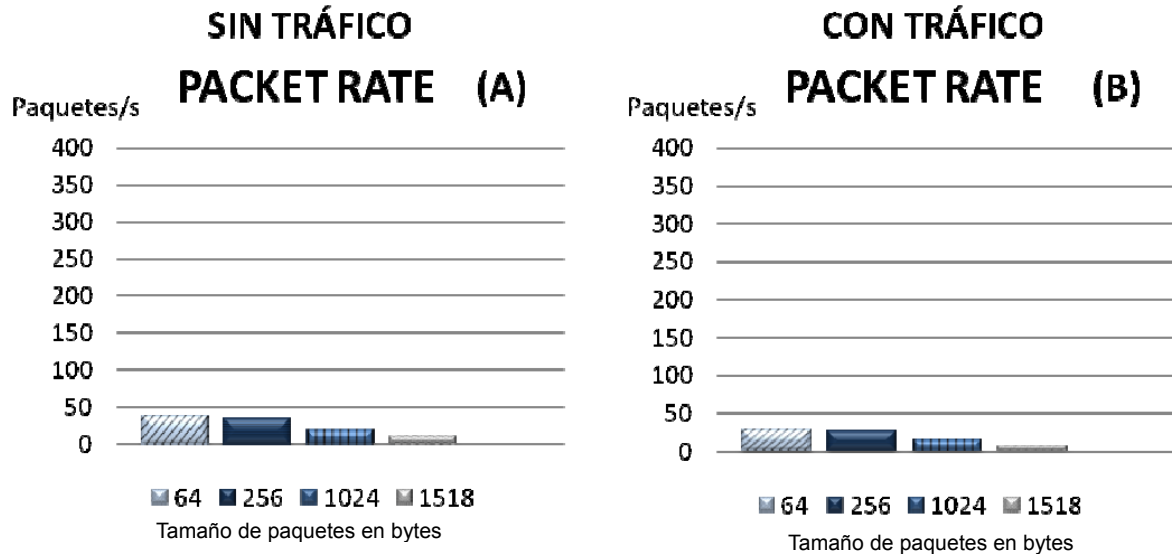 SIN TRÁFICO
PACKET RATE (A)
Paquetes/s
400
350
300
250
200
150
100
50
0
64 256 1024 1518
Tamaño de paquetes en bytes
CON TRÁFICO
PACKET RATE (B)
Paquetes/s
400
350
300
250
200
150
100
50
0
64 256 1024 1518
Tamaño de paquetes en bytes